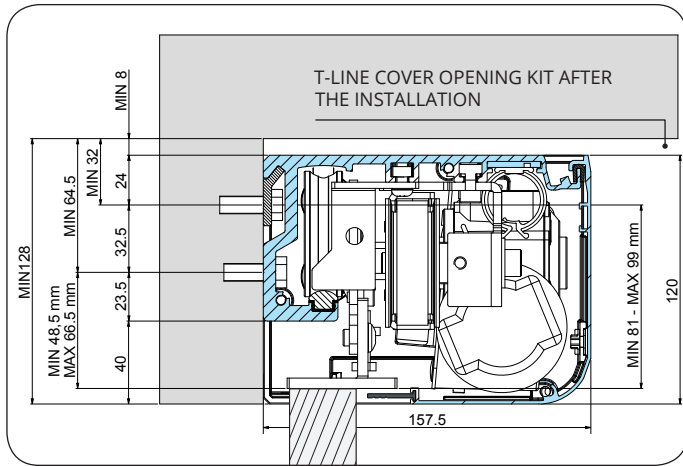 T-LINE COVER OPENING KIT AFTER
THE INSTALLATION
MIN 8
MIN 32
24
MIN 64.5
32.5
MIN128
23.5
MIN 48,5 mm
MAX 66.5 mm
40
MIN 81 - MAX 99 mm
120
157.5